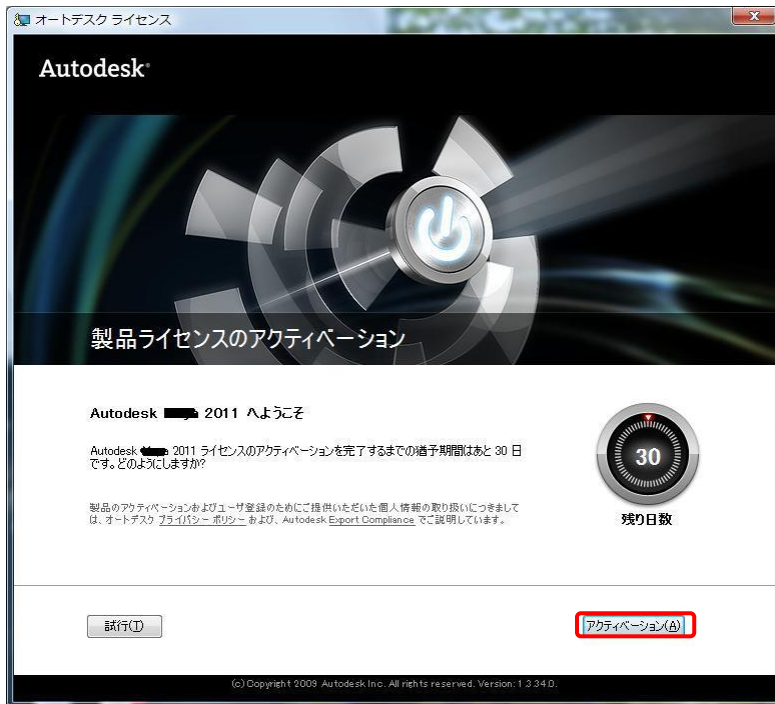 オートデスク ライセンス
Autodesk
製品ライセンスのアクティベーション
Autodesk 2011 へようこそ
Autodesk 2011 ライセンスのアクティベーションを完了するまでの猶予期間はあと 30 日
です。どのようにしますか?
製品のアクティベーションおよびユーザ登録のためにご提供いただいた個人情報の取り扱いにつきまして
は、オートデスク プライバシー ポリシー および、Autodesk Export Compliance でご説明しています。
30
残り日数
試行(T)
アクティベーション(A)
(c) Copyright 2009 Autodesk Inc. All rights reserved. Version: 1.3.34.0.